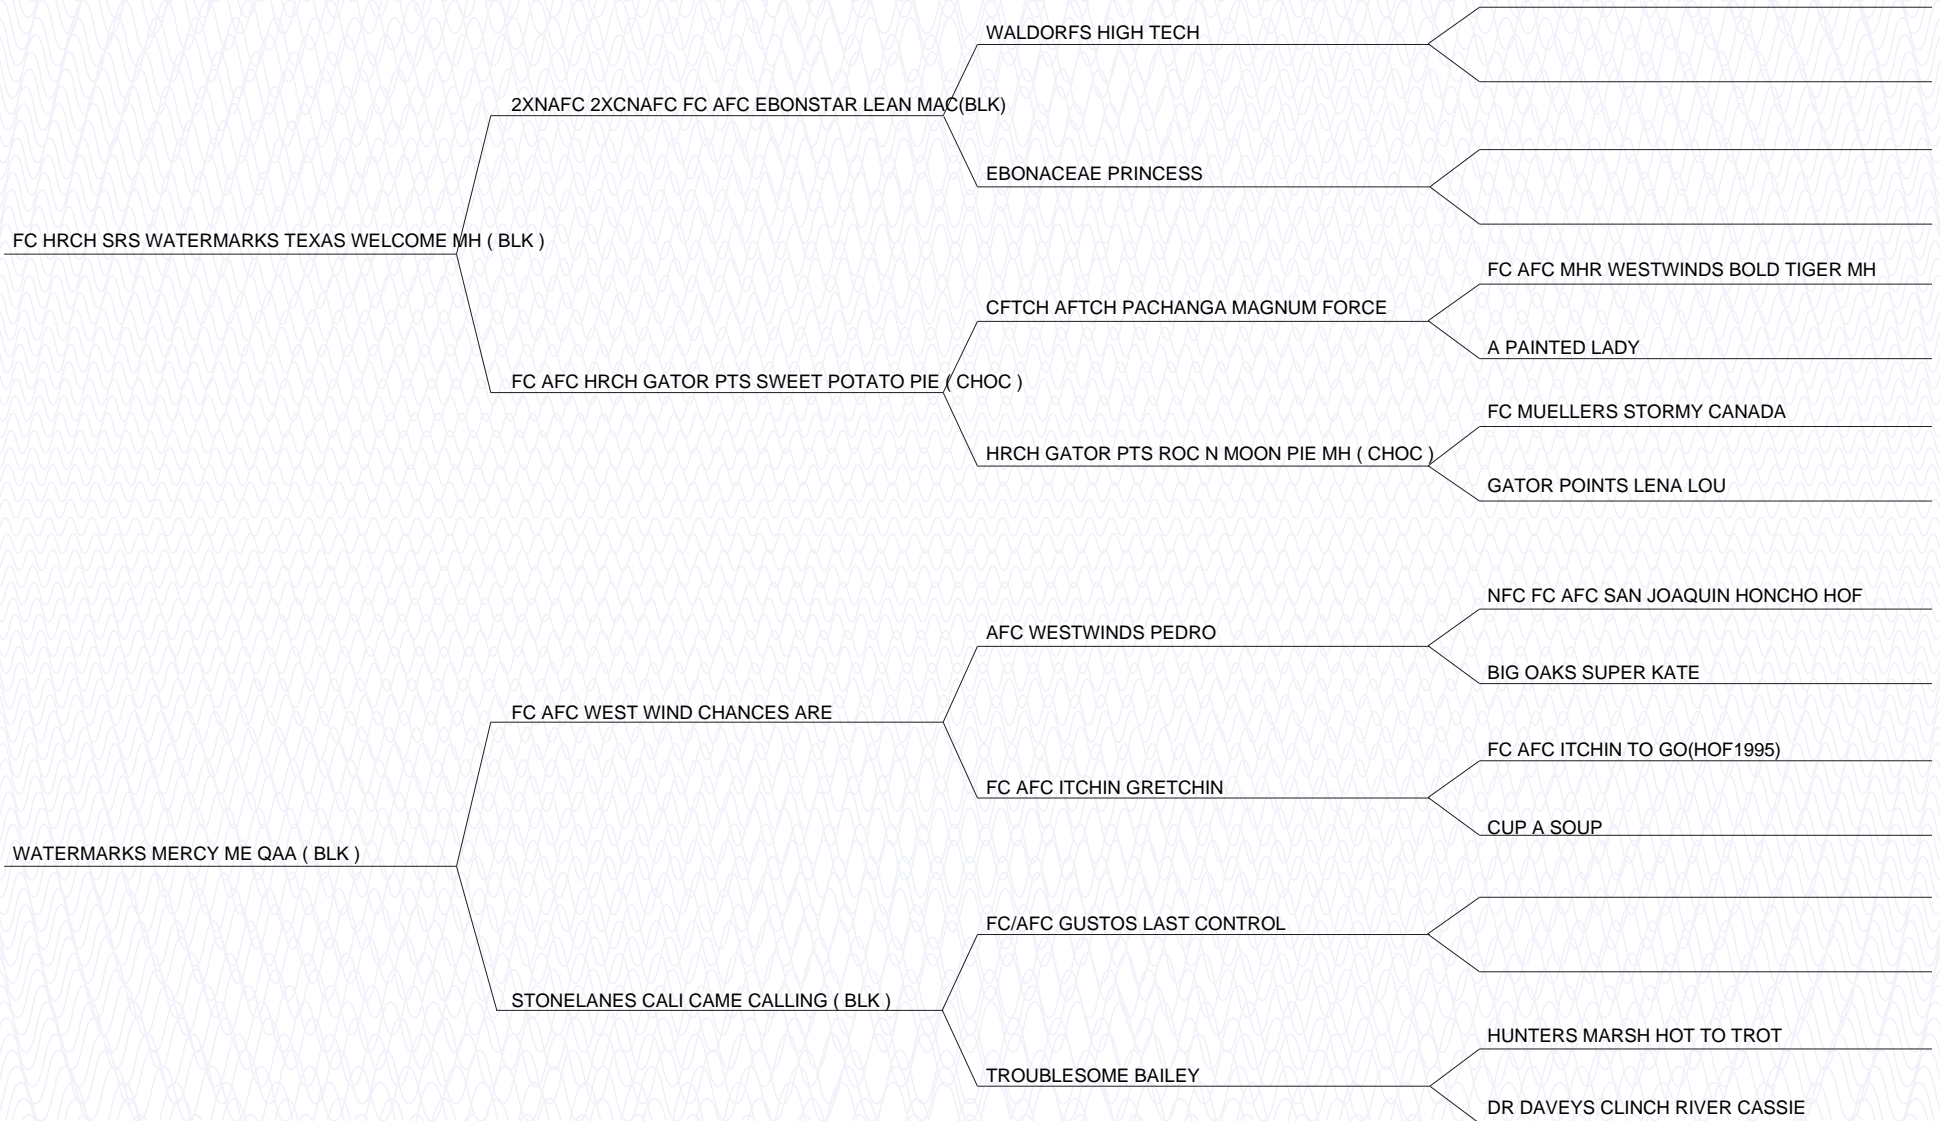 WALDORFS HIGH TECH
2XNAFC 2XCNAFC FC AFC EBONSTAR LEAN MAC(BLK)
EBONACEAE PRINCESS
FC HRCH SRS WATERMARKS TEXAS WELCOME MH ( BLK )
FC AFC MHR WESTWINDS BOLD TIGER MH
CFTCH AFTCH PACHANGA MAGNUM FORCE
A PAINTED LADY
FC AFC HRCH GATOR PTS SWEET POTATO PIE ( CHOC )
FC MUELLERS STORMY CANADA
HRCH GATOR PTS ROC N MOON PIE MH ( CHOC )
GATOR POINTS LENA LOU
NFC FC AFC SAN JOAQUIN HONCHO HOF
AFC WESTWINDS PEDRO
BIG OAKS SUPER KATE
FC AFC WEST WIND CHANCES ARE
FC AFC ITCHIN TO GO(HOF1995)
FC AFC ITCHIN GRETCHIN
CUP A SOUP
WATERMARKS MERCY ME QAA ( BLK )
FC/AFC GUSTOS LAST CONTROL
STONELANES CALI CAME CALLING ( BLK )
HUNTERS MARSH HOT TO TROT
TROUBLESOME BAILEY
DR DAVEYS CLINCH RIVER CASSIE